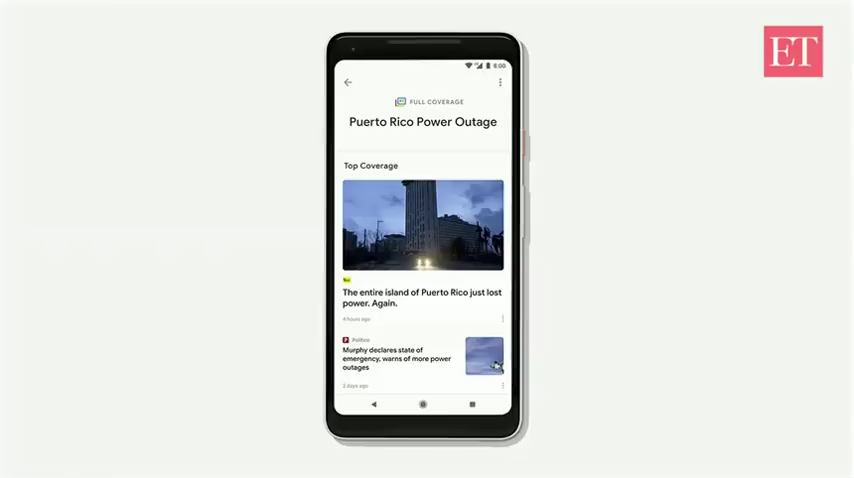 ET
8:00
FULL COVERAGE
Puerto Rico Power Outage
Top Coverage
The entire island of Puerto Rico just lost
power. Again.
4 hours ago
Politico
Murphy declares state of
emergency, warns of more power
outages
2 days ago